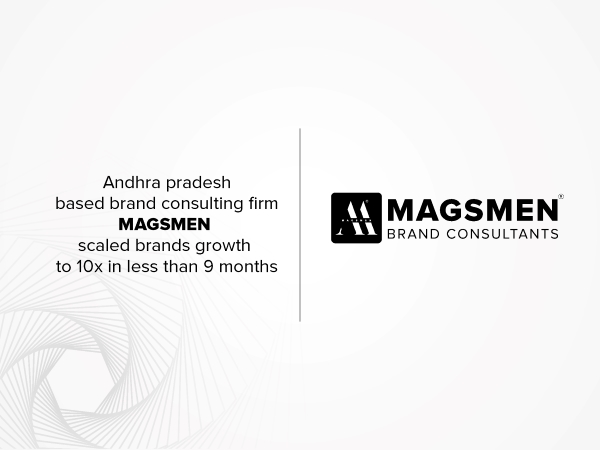 Andhra pradesh
based brand consulting firm
MAGSMEN
scaled brands growth
to 10x in less than 9 months
MAGSMEN®
BRAND CONSULTANTS